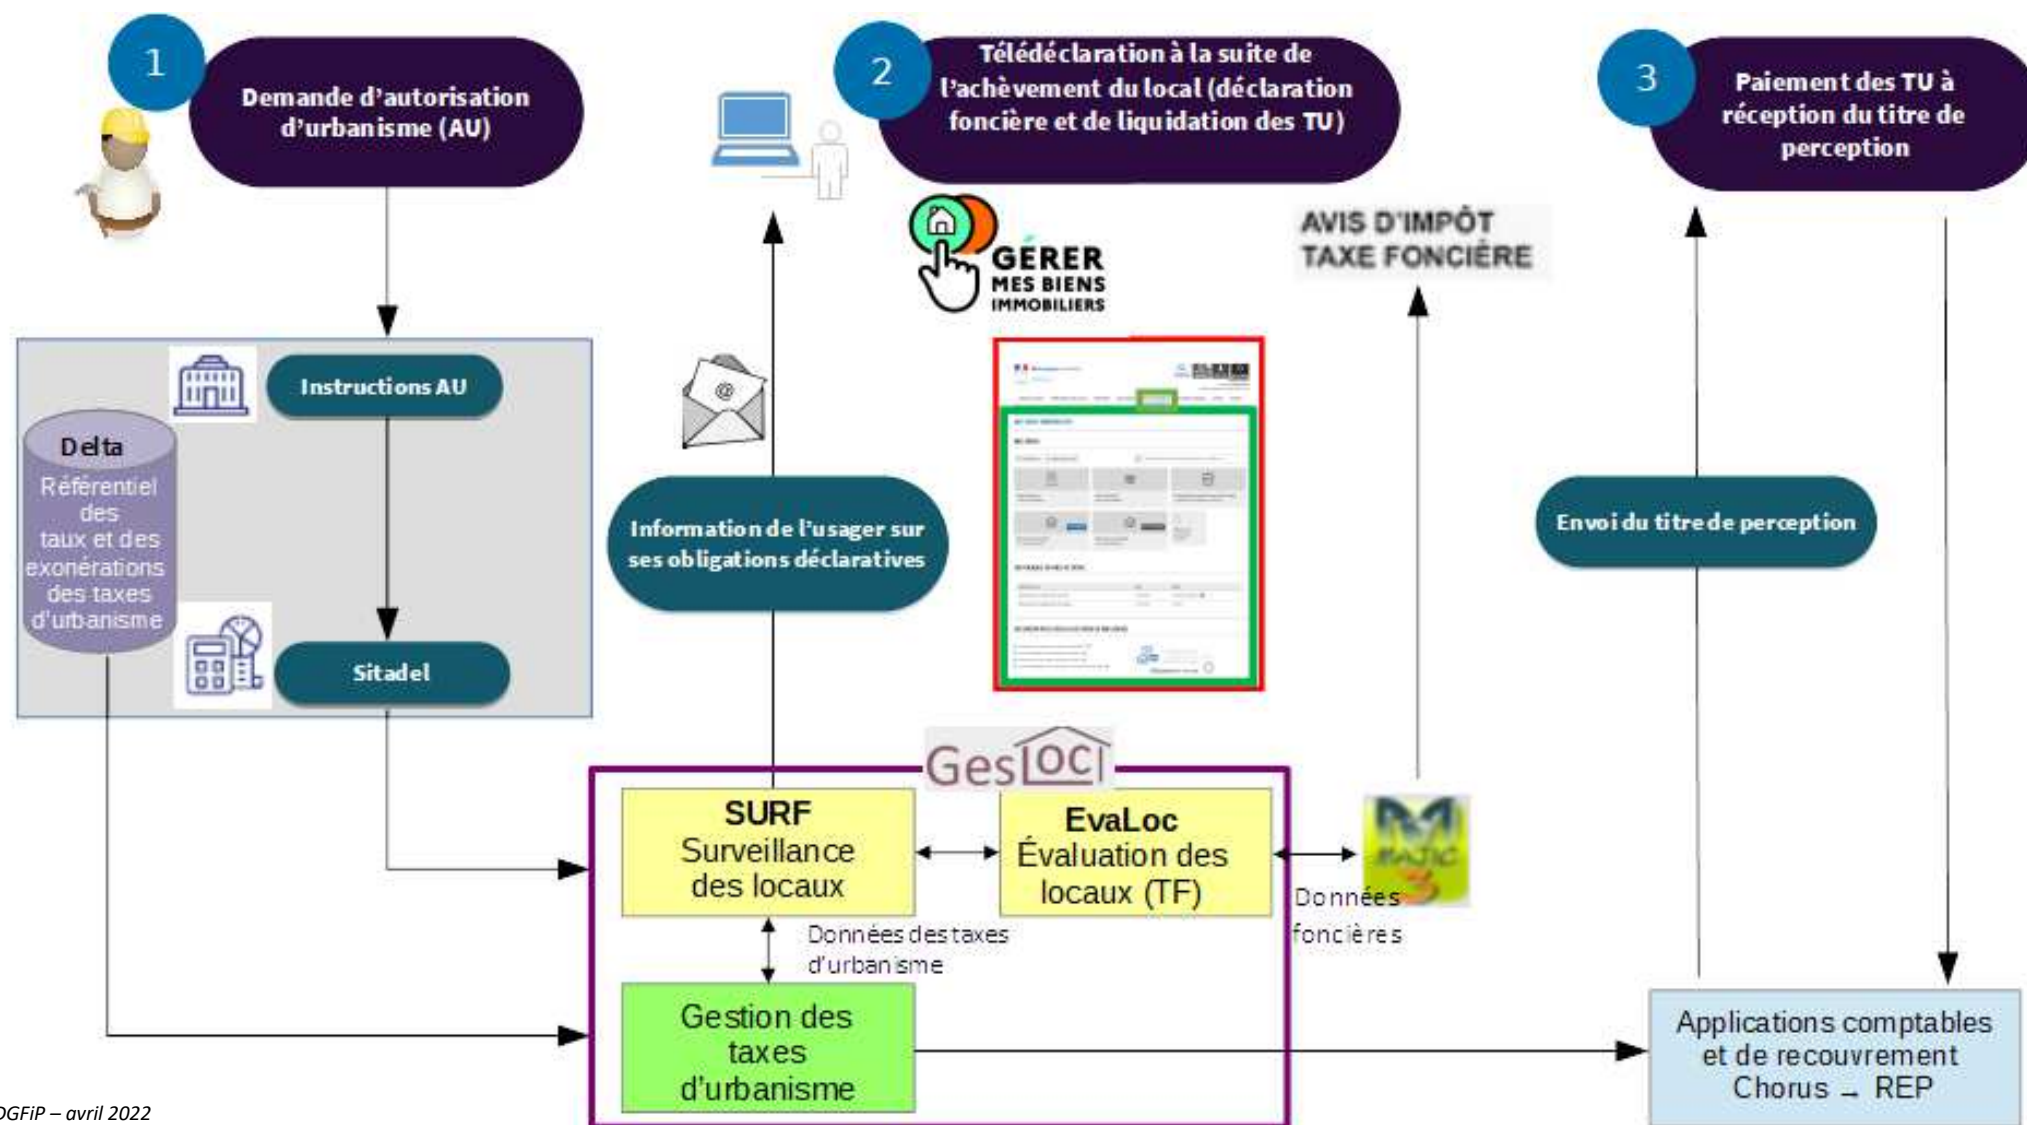 1
Demande d'autorisation
d'urbanisme (AU)
2
Télédéclaration à la suite de
l'achèvement du local (déclaration
foncière et de liquidation des TU)
3
Paiement des TU à
réception du titre de
perception
GÉRER
MES BIENS
IMMOBILIERS
AVIS D'IMPÔT
TAXE FONCIÈRE
Instructions AU
Delta
Référentiel
des
taux et des
exonérations
des taxes
d'urbanisme
Sitadel
@
Information de l'usager sur
ses obligations déclaratives
Envoi du titre de perception
GesLOC
SURF
Surveillance
des locaux
EvaLoc
Évaluation des
locaux (TF)
MAJIC
3
Données
foncières
Données des taxes
d'urbanisme
Gestion des
taxes
d'urbanisme
Applications comptables
et de recouvrement
Chorus → REP
DGFiP – avril 2022